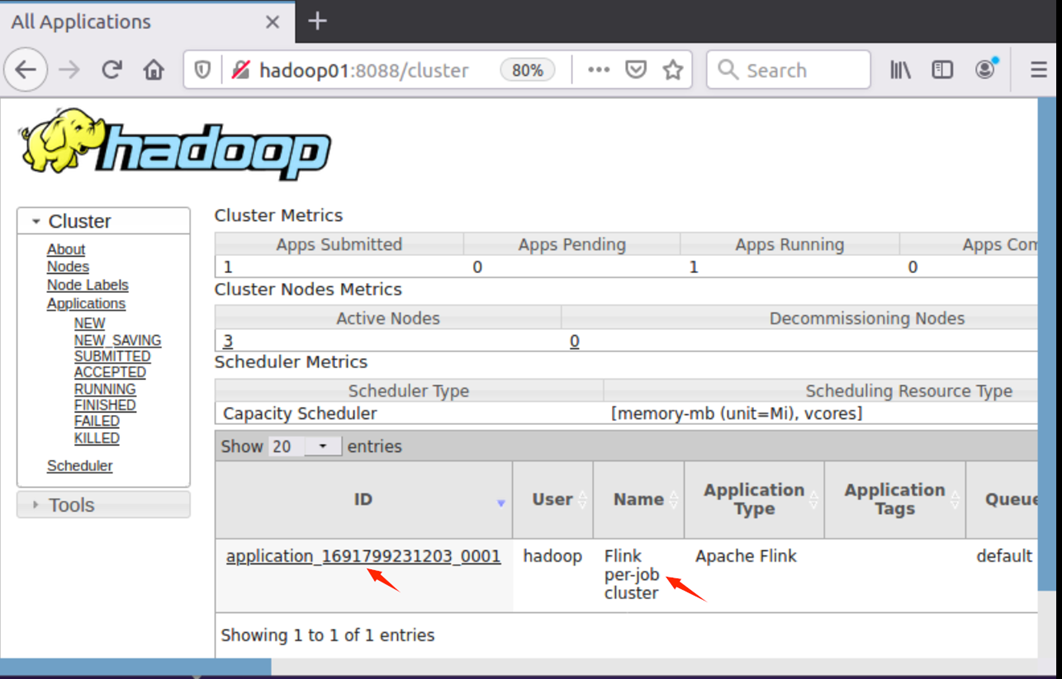 All Applications
hadoop01:8088/cluster 80% Search
hadoop
Cluster
About
Nodes
Node Labels
Applications
NEW
NEW_SAVING
SUBMITTED
ACCEPTED
RUNNING
FINISHED
FAILED
KILLED
Scheduler
Tools
Cluster Metrics
Apps Submitted Apps Pending Apps Running Apps Com
1 0 1 0
Cluster Nodes Metrics
Active Nodes Decommissioning Nodes
3 0
Scheduler Metrics
Scheduler Type Scheduling Resource Type
Capacity Scheduler [memory-mb (unit=Mi), vcores]
Show 20 entries
ID User Name Application Type Application Tags Queue
application_1691799231203_0001 hadoop Flink per-job cluster Apache Flink default
Showing 1 to 1 of 1 entries